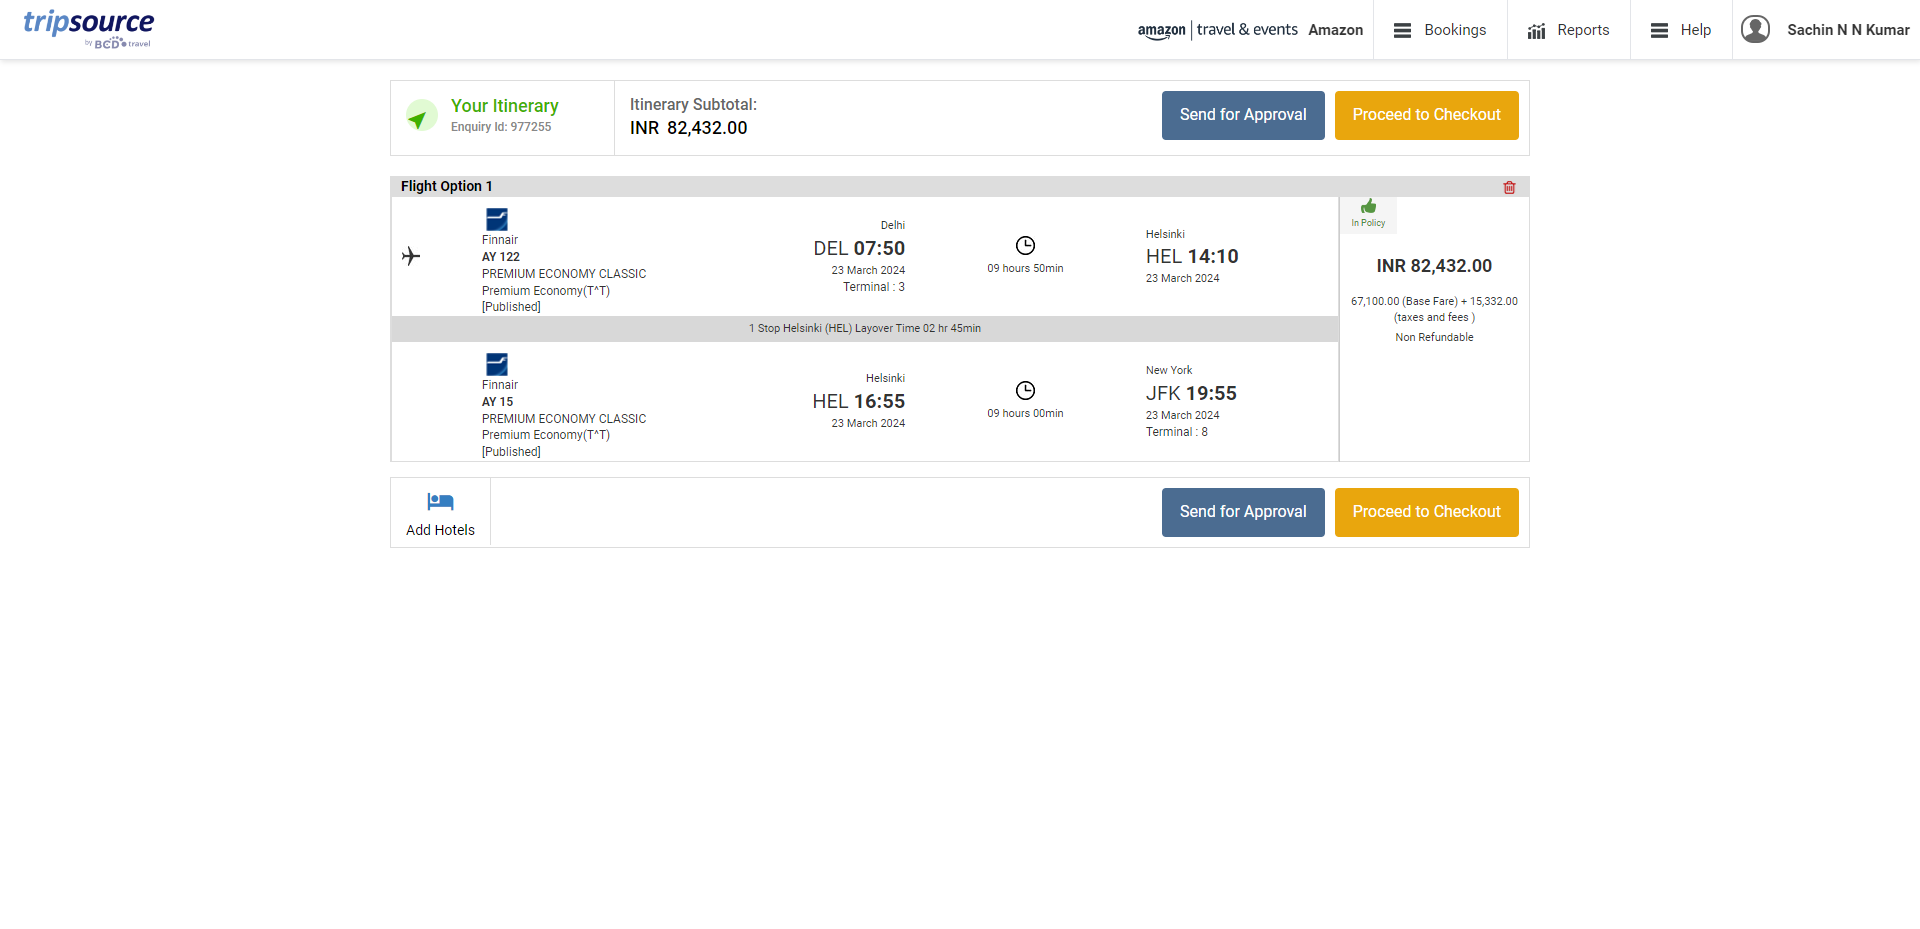 tripsource
by BCD travel
amazon | travel & events Amazon
Bookings
Reports
Help
Sachin N N Kumar
Your Itinerary
Enquiry Id: 977255
Itinerary Subtotal:
INR 82,432.00
Send for Approval
Proceed to Checkout
Flight Option 1
Finnair
AY 122
PREMIUM ECONOMY CLASSIC
Premium Economy(T^T)
[Published]
Delhi
DEL 07:50
23 March 2024
Terminal : 3
09 hours 50min
Helsinki
HEL 14:10
23 March 2024
In Policy
INR 82,432.00
67,100.00 (Base Fare) + 15,332.00
(taxes and fees )
Non Refundable
1 Stop Helsinki (HEL) Layover Time 02 hr 45min
Finnair
AY 15
PREMIUM ECONOMY CLASSIC
Premium Economy(T^T)
[Published]
Helsinki
HEL 16:55
23 March 2024
09 hours 00min
New York
JFK 19:55
23 March 2024
Terminal : 8
Add Hotels
Send for Approval
Proceed to Checkout